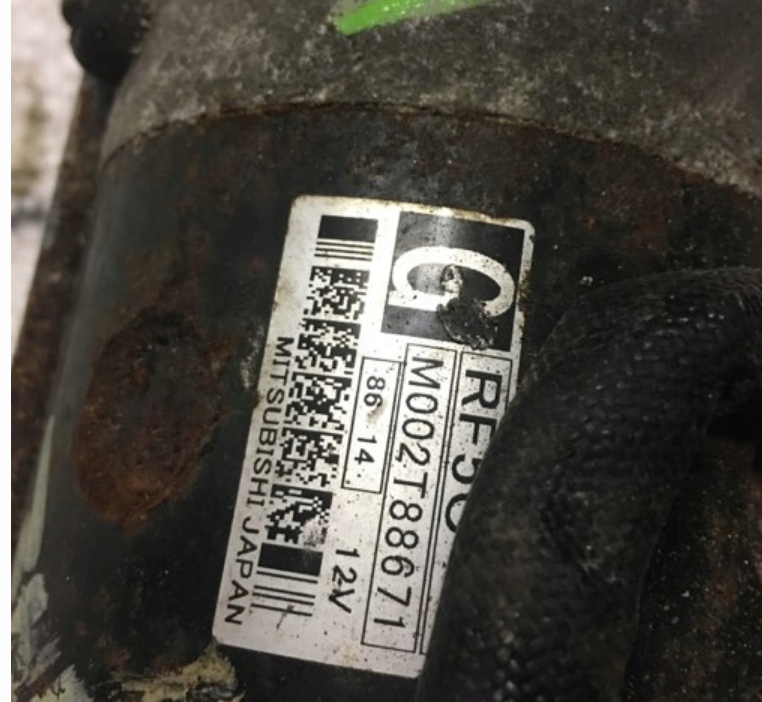 G
RF5C
M002T88671
86 14
12V
MITSUBISHI JAPAN